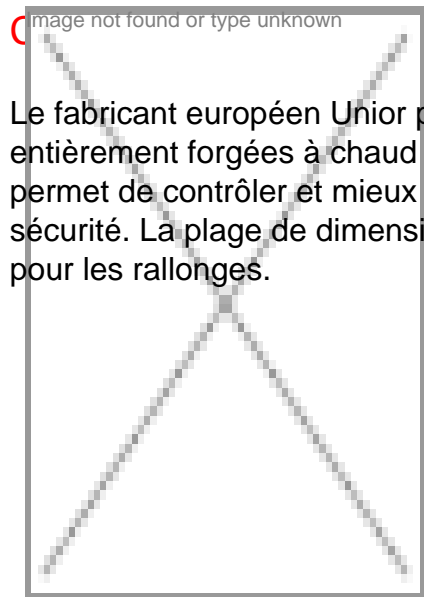 Image not found or type unknown
Le fabricant européen Unior
entièrement forgées à chaud
permet de contrôler et mieux
sécurité. La plage de
pour les rallonges.